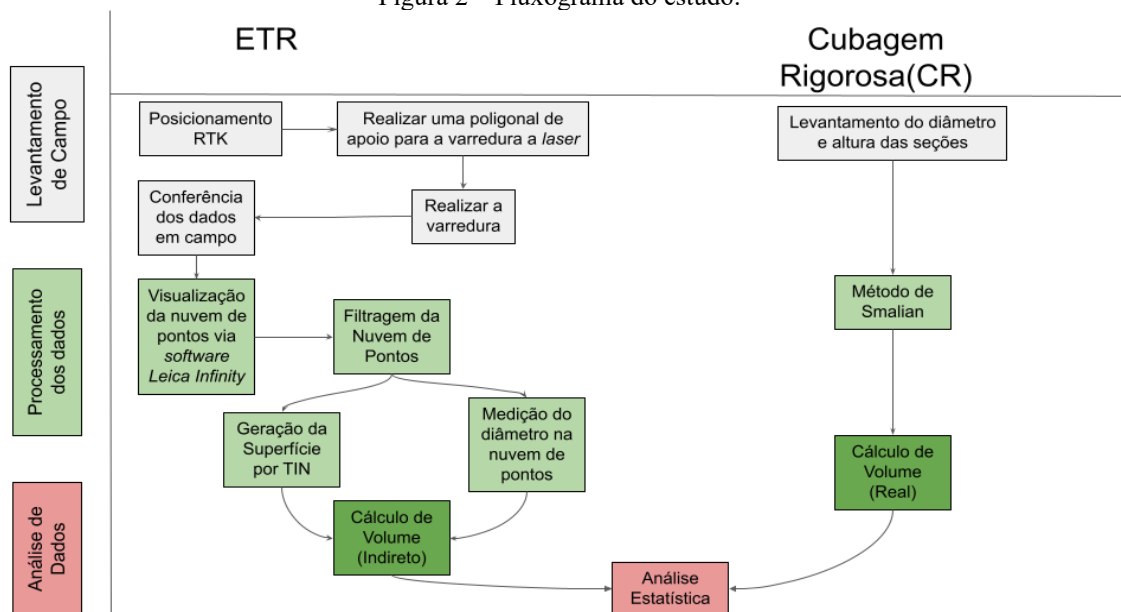 Figura 2 – Fluxograma do estudo.
ETR
Cubagem
Rigorosa(CR)
Levantamento
de Campo
Posicionamento
RTK
Realizar uma poligonal de
apoio para a varredura a laser
Levantamento do diâmetro
e altura das seções
Conferência
dos dados
em campo
Realizar a
varredura
Processamento
dos dados
Visualização
da nuvem de
pontos via
software
Leica Infinity
Filtragem da
Nuvem de
Pontos
Método de
Smalian
Geração da
Superfície
por TIN
Medição do
diâmetro na
nuvem de
pontos
Cálculo de
Volume
(Real)
Análise de
Dados
Cálculo de
Volume
(Indireto)
Análise
Estatística